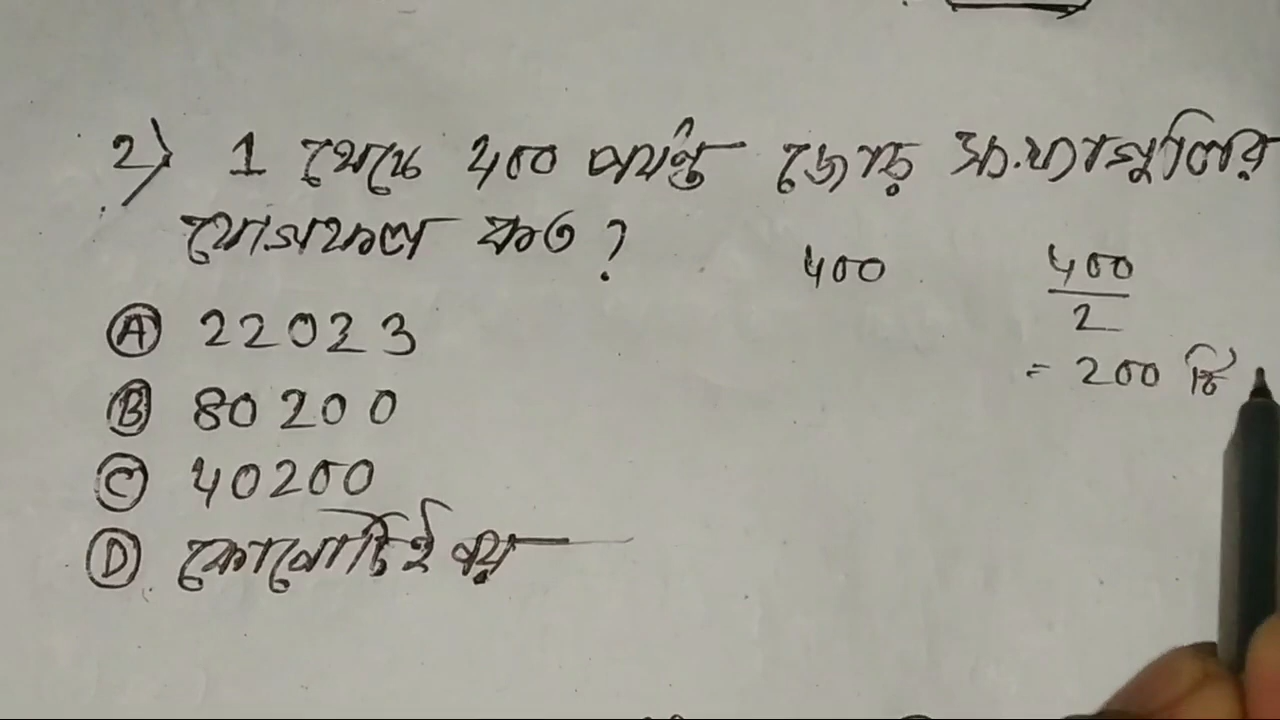 2) 1 থেকে 400 পর্যন্ত জোড় সংখ্যাগুলির
যোগফল কত ?
400
400
2
= 200 টি
A 22023
B 80200
C 40200
D কোনোটিই নয়